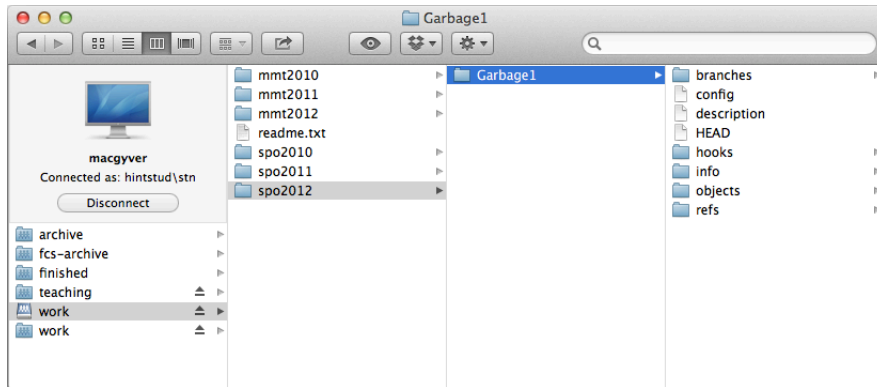 Garbage1
macgyver
Connected as: hintstud\stn
Disconnect
archive
fcs-archive
finished
teaching
work
work
mmt2010
mmt2011
mmt2012
readme.txt
spo2010
spo2011
spo2012
Garbage1
branches
config
description
HEAD
hooks
info
objects
refs